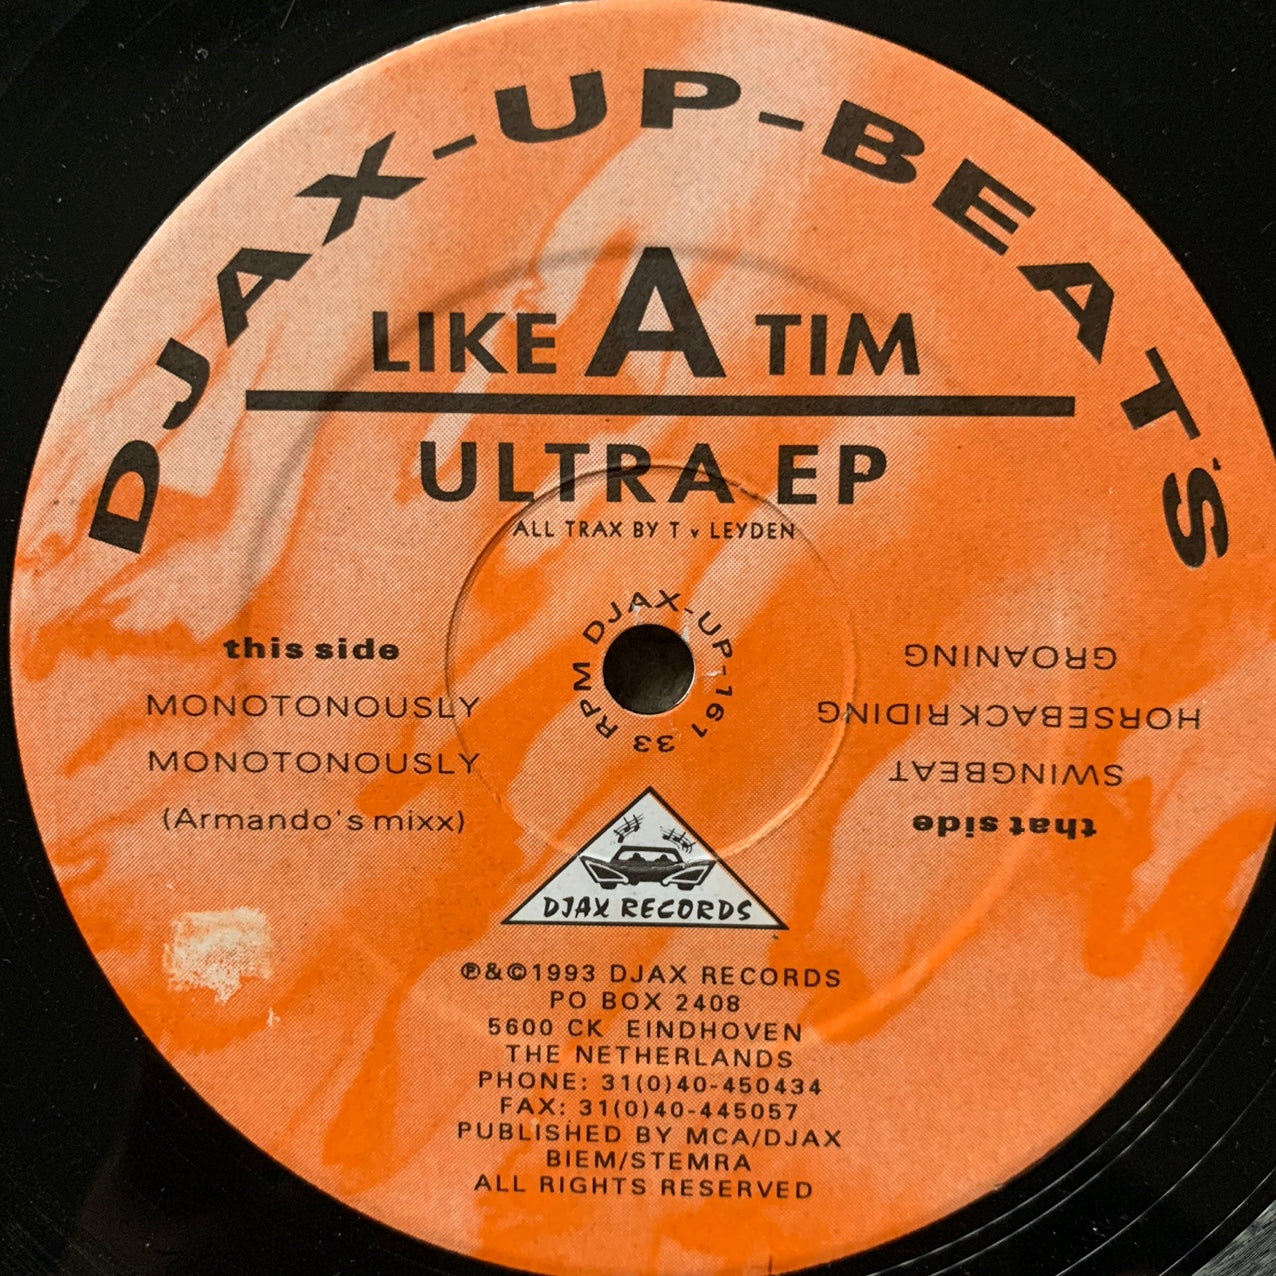 DJAX-UP-BEATS
LIKE A TIM
ULTRA EP
ALL TRAX BY T v LEYDEN
DJAX-UP-161 33 RPM
this side
MONOTONOUSLY
MONOTONOUSLY
(Armando's mixx)
that side
SWINGBEAT
HORSEBACK RIDING
GROANING
DJAX RECORDS
℗&©1993 DJAX RECORDS
PO BOX 2408
5600 CK EINDHOVEN
THE NETHERLANDS
PHONE: 31(0)40-450434
FAX: 31(0)40-445057
PUBLISHED BY MCA/DJAX
BIEM/STEMRA
ALL RIGHTS RESERVED